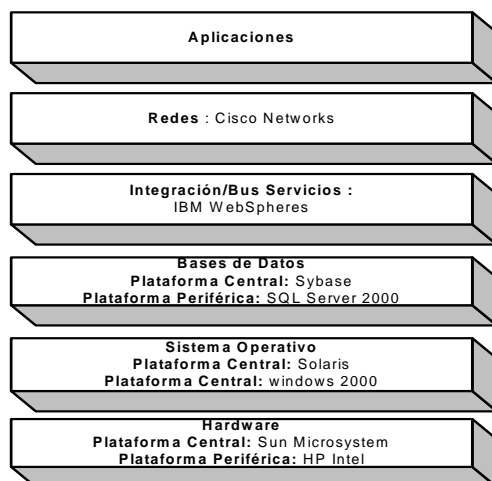 Aplicaciones
Redes : Cisco Networks
Integración/Bus Servicios :
IBM WebSpheres
Bases de Datos
Plataforma Central: Sybase
Plataforma Periférica: SQL Server 2000
Sistema Operativo
Plataforma Central: Solaris
Plataforma Central: windows 2000
Hardware
Plataforma Central: Sun Microsystem
Plataforma Periférica: HP Intel